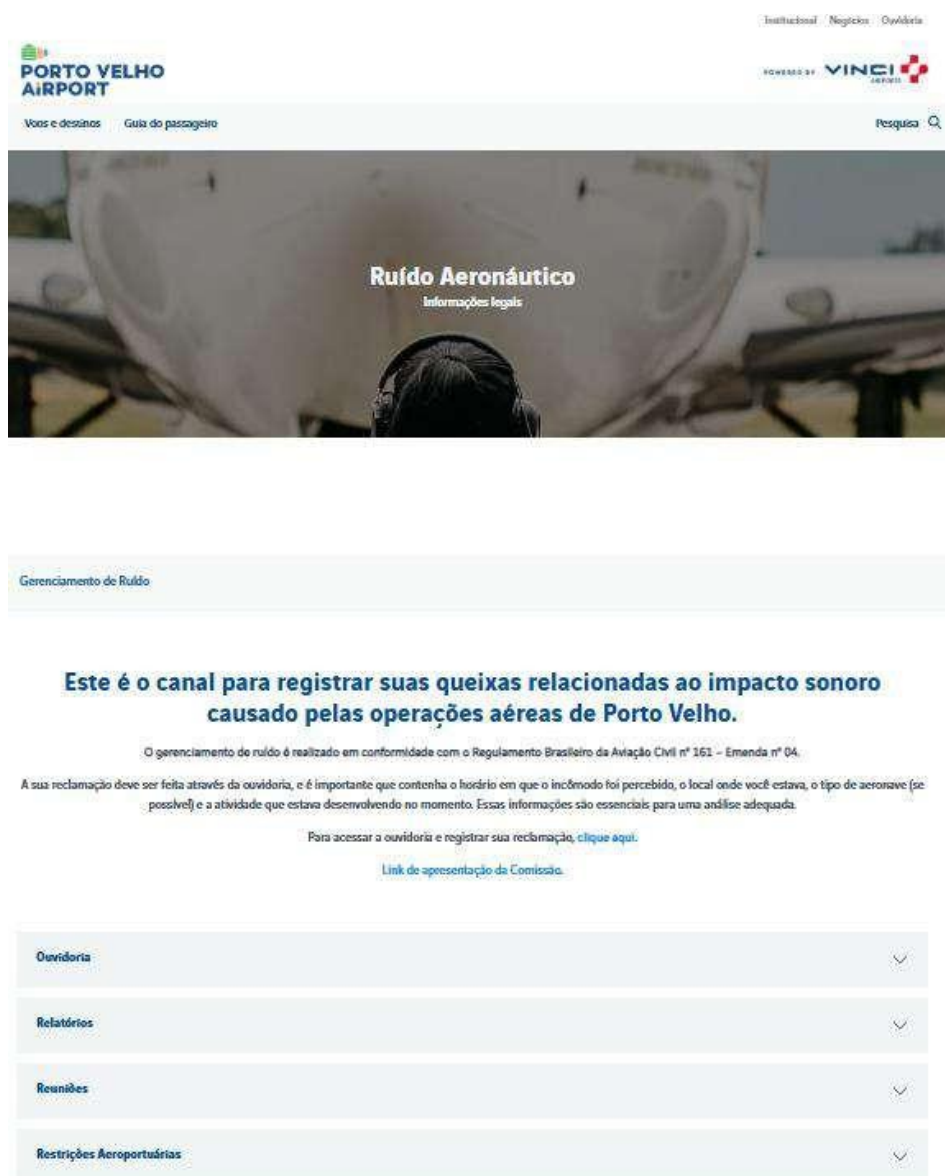 Institucional Negócios Ouvidoria
PORTO VELHO
AiRPORT
POWERED BY VINCI
AIRPORTS
Voos e destinos Guia do passageiro Pesquisa
Ruído Aeronáutico
Informações legais
Gerenciamento de Ruído
Este é o canal para registrar suas queixas relacionadas ao impacto sonoro
causado pelas operações aéreas de Porto Velho.
O gerenciamento de ruído é realizado em conformidade com o Regulamento Brasileiro da Aviação Civil nº 161 – Emenda nº 04.
A sua reclamação deve ser feita através da ouvidoria, e é importante que contenha o horário em que o incômodo foi percebido, o local onde você estava, o tipo de aeronave (se
possível) e a atividade que estava desenvolvendo no momento. Essas informações são essenciais para uma análise adequada.
Para acessar a ouvidoria e registrar sua reclamação, clique aqui.
Link de apresentação da Comissão.
Ouvidoria
Relatórios
Reuniões
Restrições Aeroportuárias